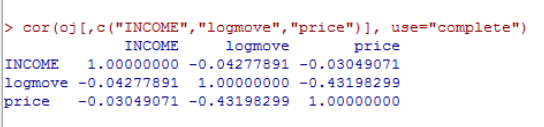 > cor(oj[,c("INCOME","logmove","price")], use="complete")
INCOME logmove price
INCOME 1.00000000 -0.04277891 -0.03049071
logmove -0.04277891 1.00000000 -0.43198299
price -0.03049071 -0.43198299 1.00000000